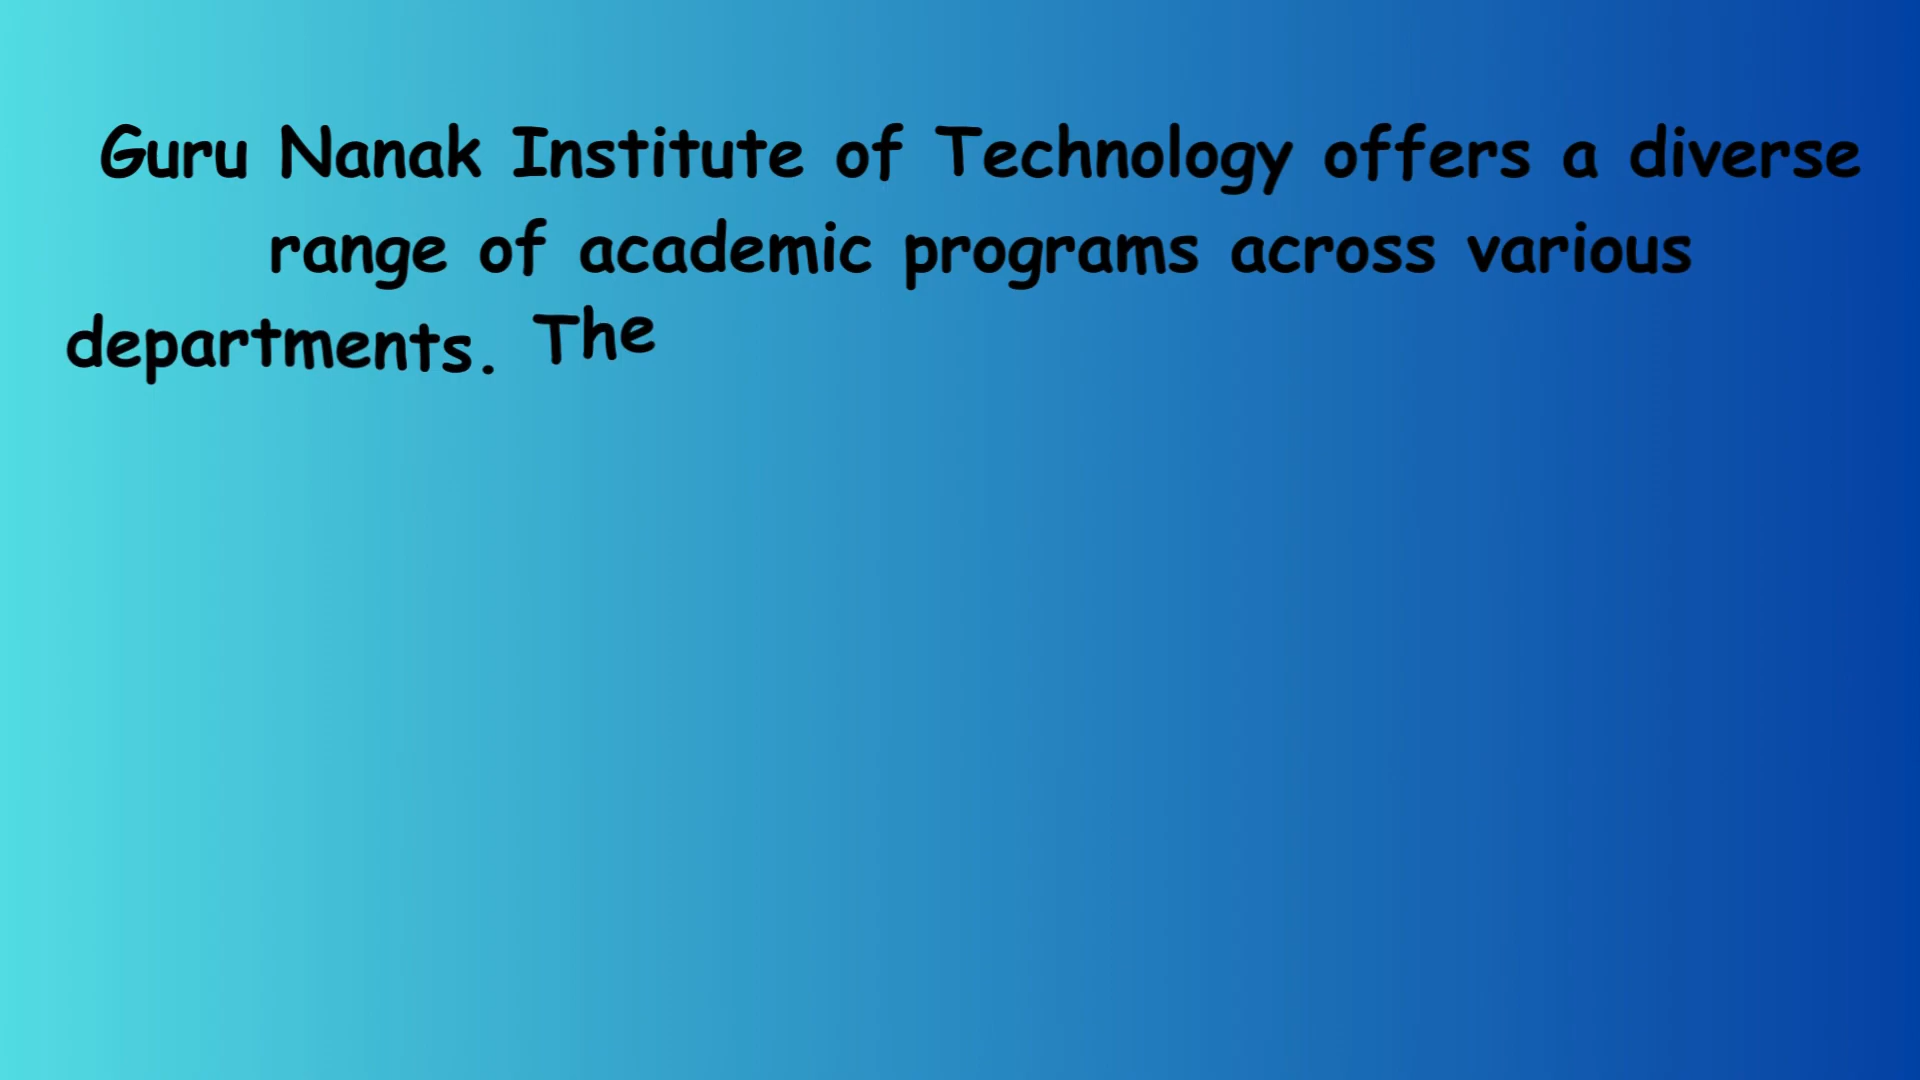 Guru Nanak Institute of Technology offers a diverse
range of academic programs across various
departments. The